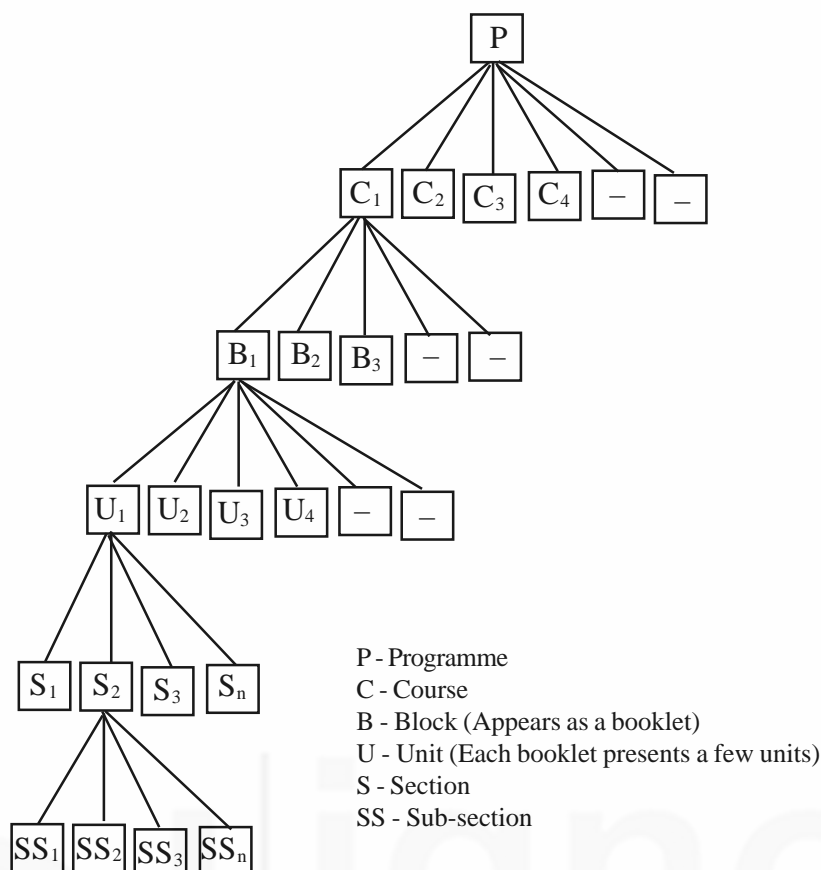 P
C1 C2 C3 C4 – –
B1 B2 B3 – –
U1 U2 U3 U4 – –
S1 S2 S3 Sn
P - Programme
C - Course
B - Block (Appears as a booklet)
U - Unit (Each booklet presents a few units)
S - Section
SS - Sub-section
SS1 SS2 SS3 SSn